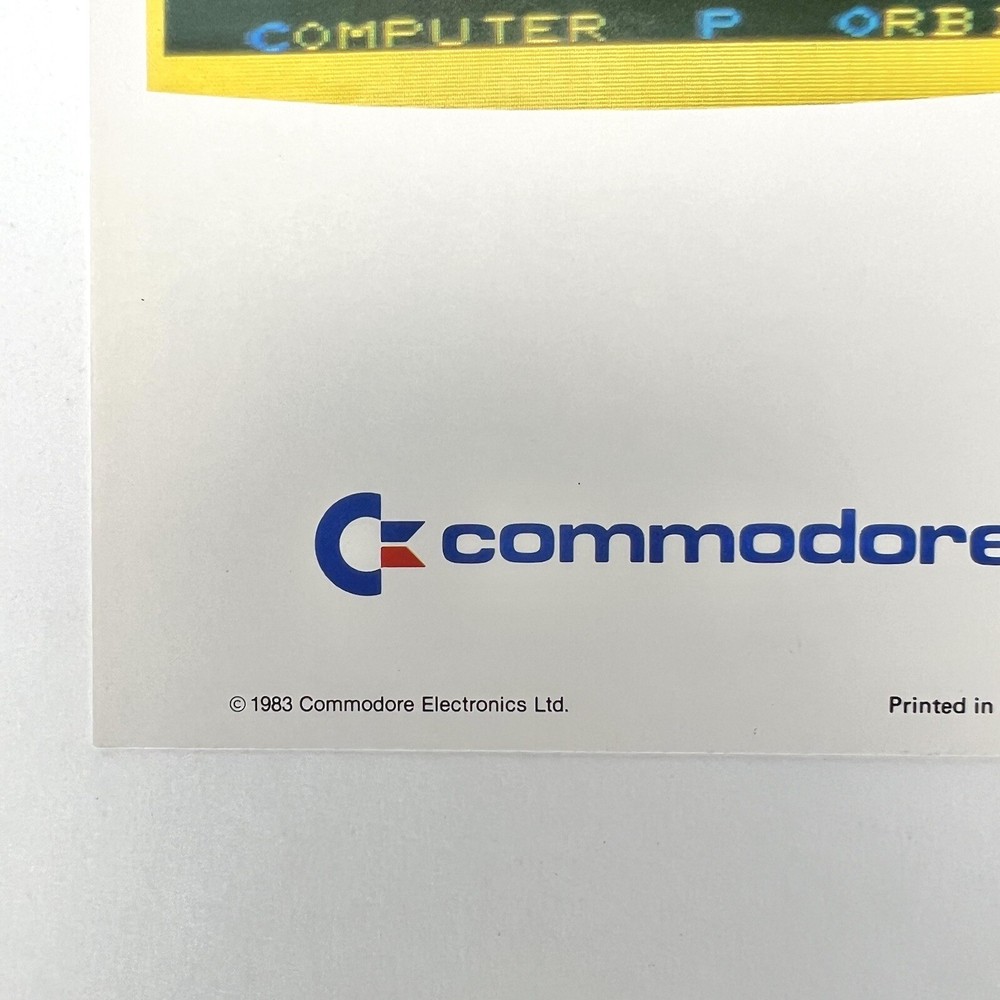 COMPUTER P ORBI
commodore
© 1983 Commodore Electronics Ltd.
Printed in